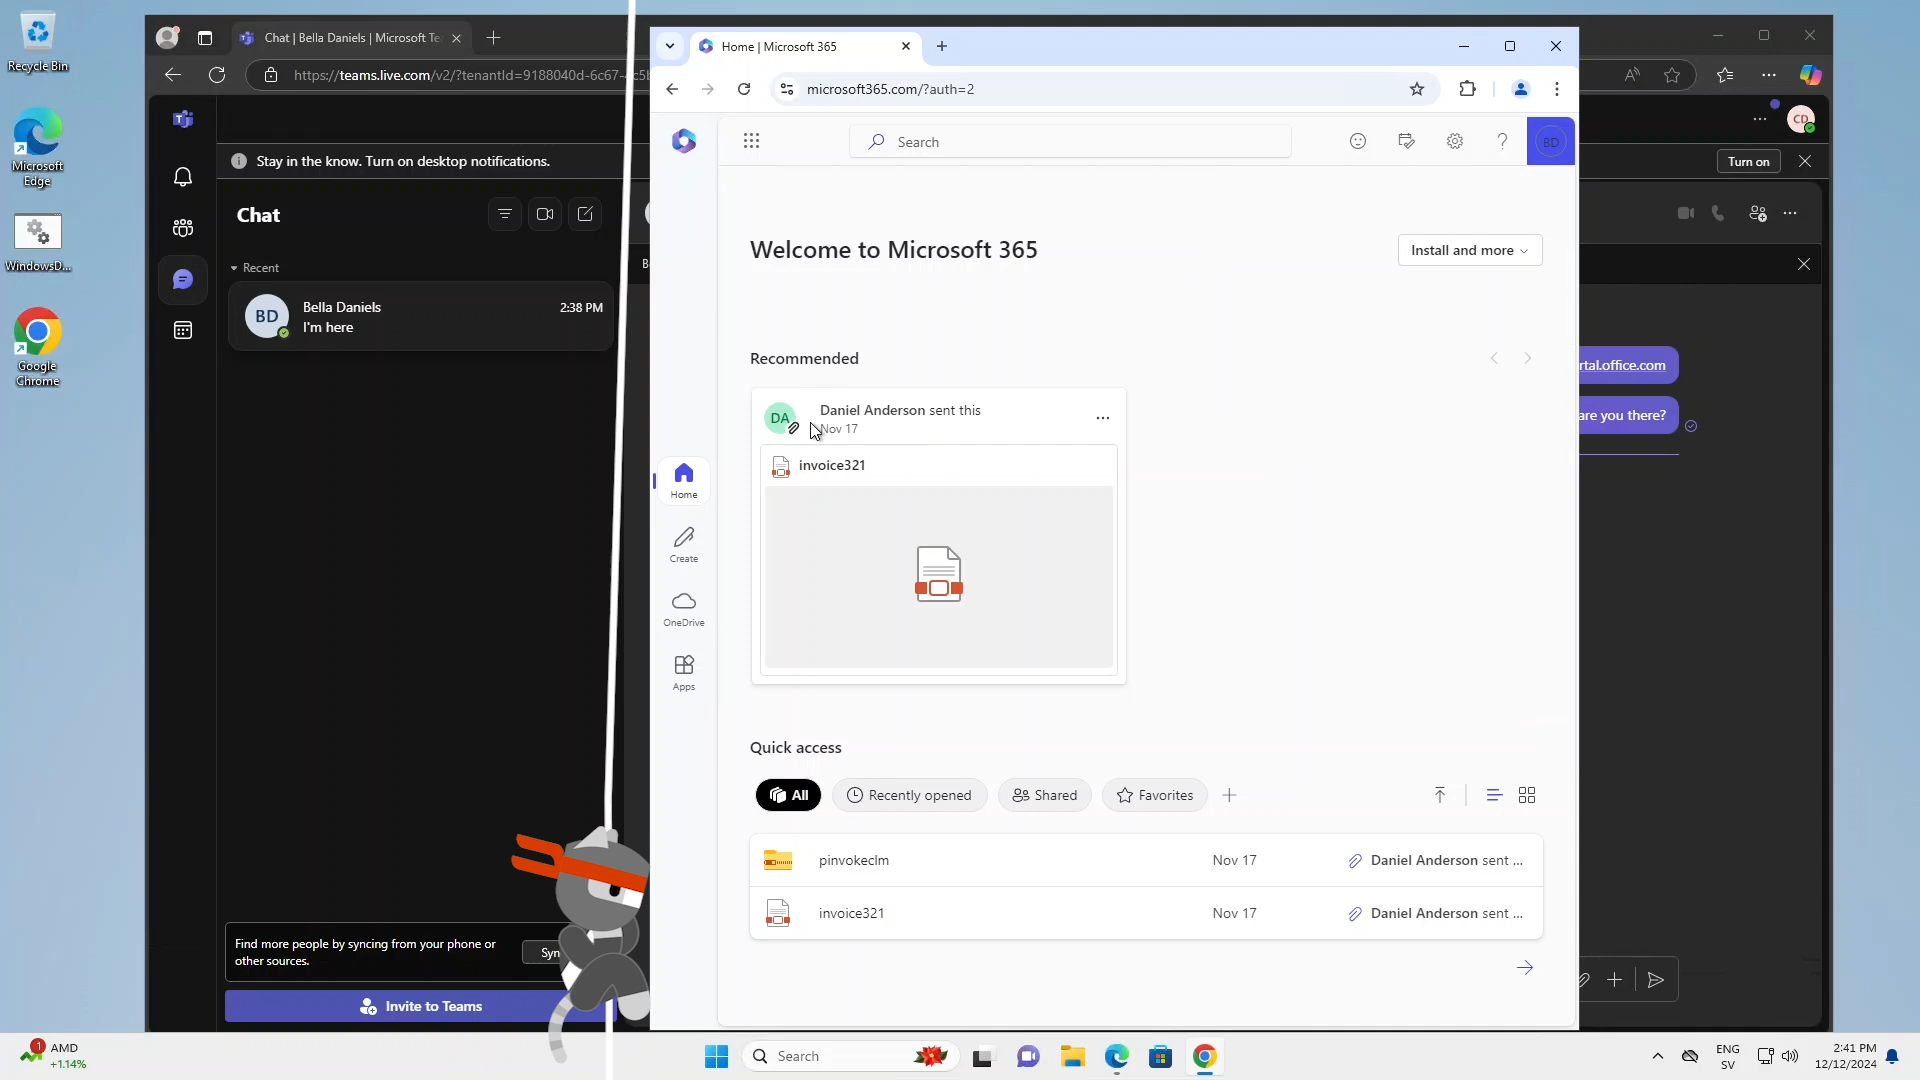 Recycle Bin
Microsoft
Edge
WindowsD...
Google
Chrome
Chat | Bella Daniels | Microsoft Te
https://teams.live.com/v2/?tenantId=9188040d-6c67-4c5b
Stay in the know. Turn on desktop notifications.
Chat
Recent
BD
Bella Daniels
2:38 PM
I'm here
Find more people by syncing from your phone or
other sources.
Syn
Invite to Teams
Home | Microsoft 365
microsoft365.com/?auth=2
Search
BD
Welcome to Microsoft 365
Install and more
Recommended
DA
Daniel Anderson sent this
Nov 17
invoice321
Home
Create
OneDrive
Apps
Quick access
All
Recently opened
Shared
Favorites
pinvokeclm
Nov 17
Daniel Anderson sent ...
invoice321
Nov 17
Daniel Anderson sent ...
CD
Turn on
B
rtal.office.com
are you there?
1
AMD
+1.14%
Search
ENG
SV
2:41 PM
12/12/2024